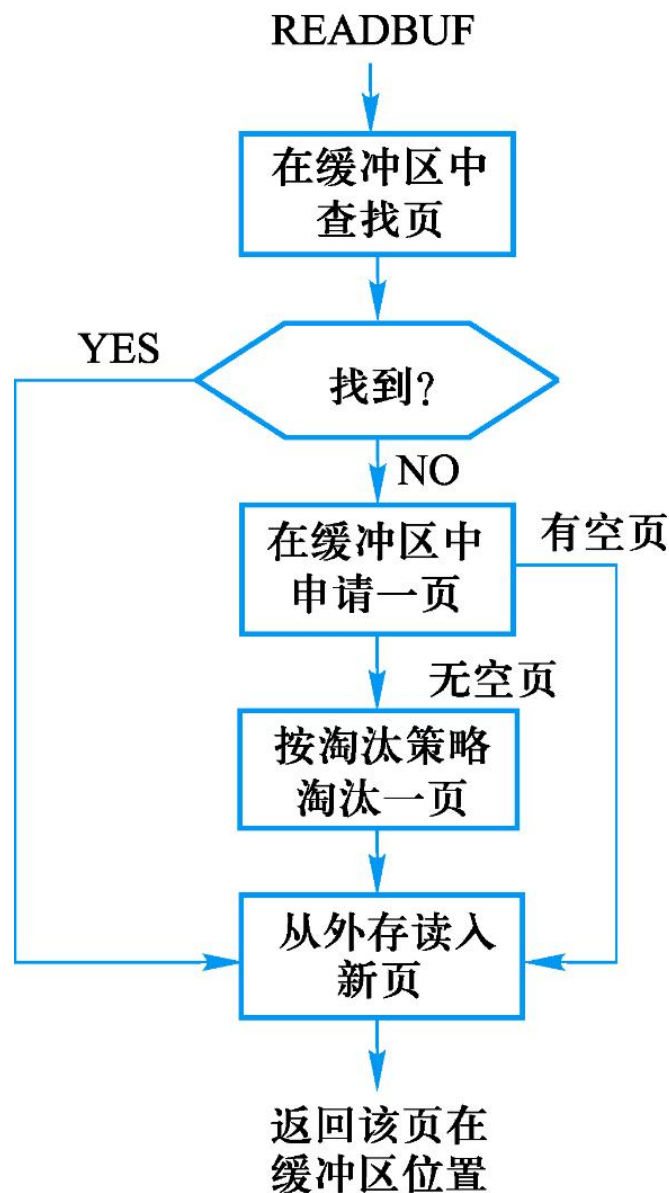 READBUF
在缓冲区中
查找页
YES
找到?
NO
在缓冲区中
申请一页
有空页
无空页
按淘汰策略
淘汰一页
从外存读入
新页
返回该页在
缓冲区位置